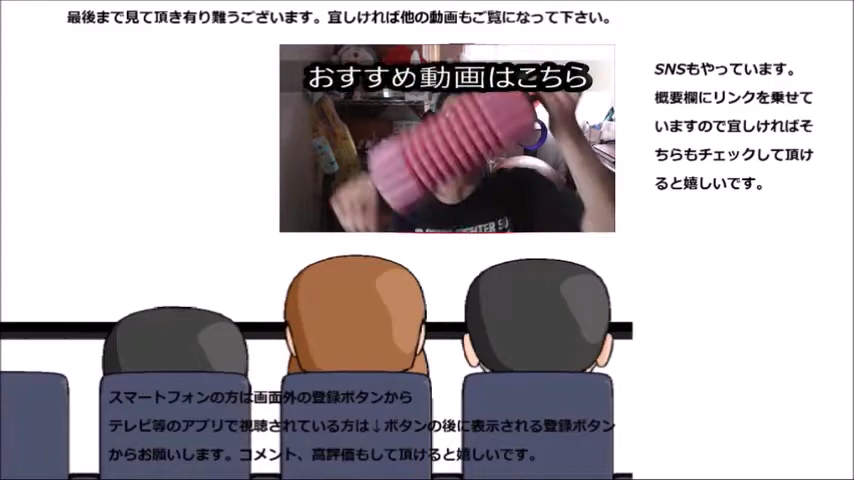 最後まで見て頂き有り難うございます。宜しければ他の動画もご覧になって下さい。
おすすめ動画はこちら
SNSもやっています。
概要欄にリンクを乗せて
いますので宜しければそ
ちらもチェックして頂け
ると嬉しいです。
スマートフォンの方は画面外の登録ボタンから
テレビ等のアプリで視聴されている方は↓ボタンの後に表示される登録ボタン
からお願いします。コメント、高評価もして頂けると嬉しいです。